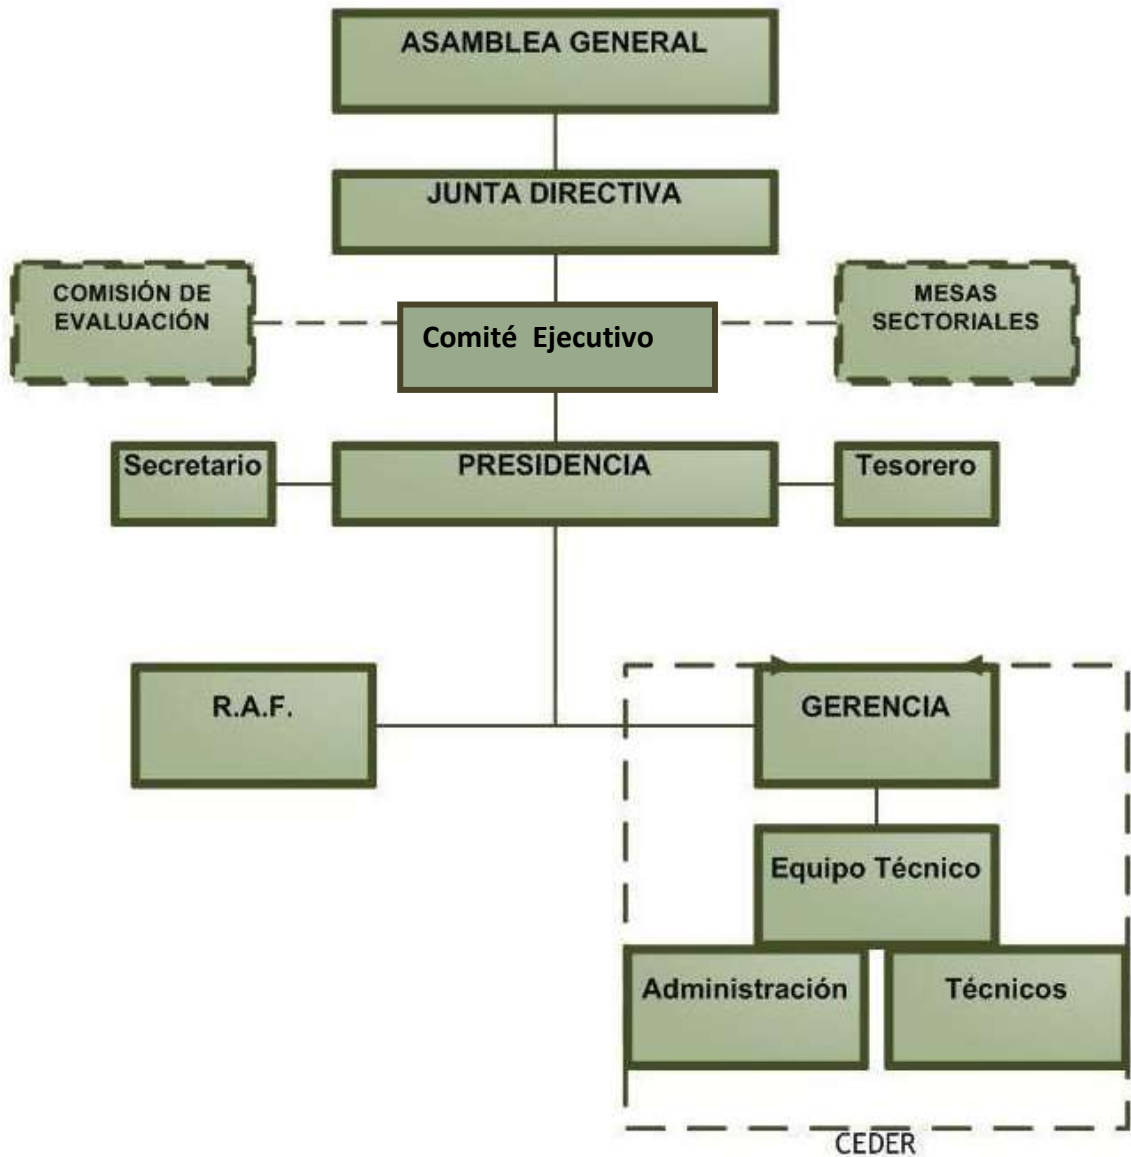 ASAMBLEA GENERAL
JUNTA DIRECTIVA
COMISIÓN DE
EVALUACIÓN
Comité Ejecutivo
MESAS
SECTORIALES
Secretario
PRESIDENCIA
Tesorero
R.A.F.
GERENCIA
Equipo Técnico
Administración
Técnicos
CEDER